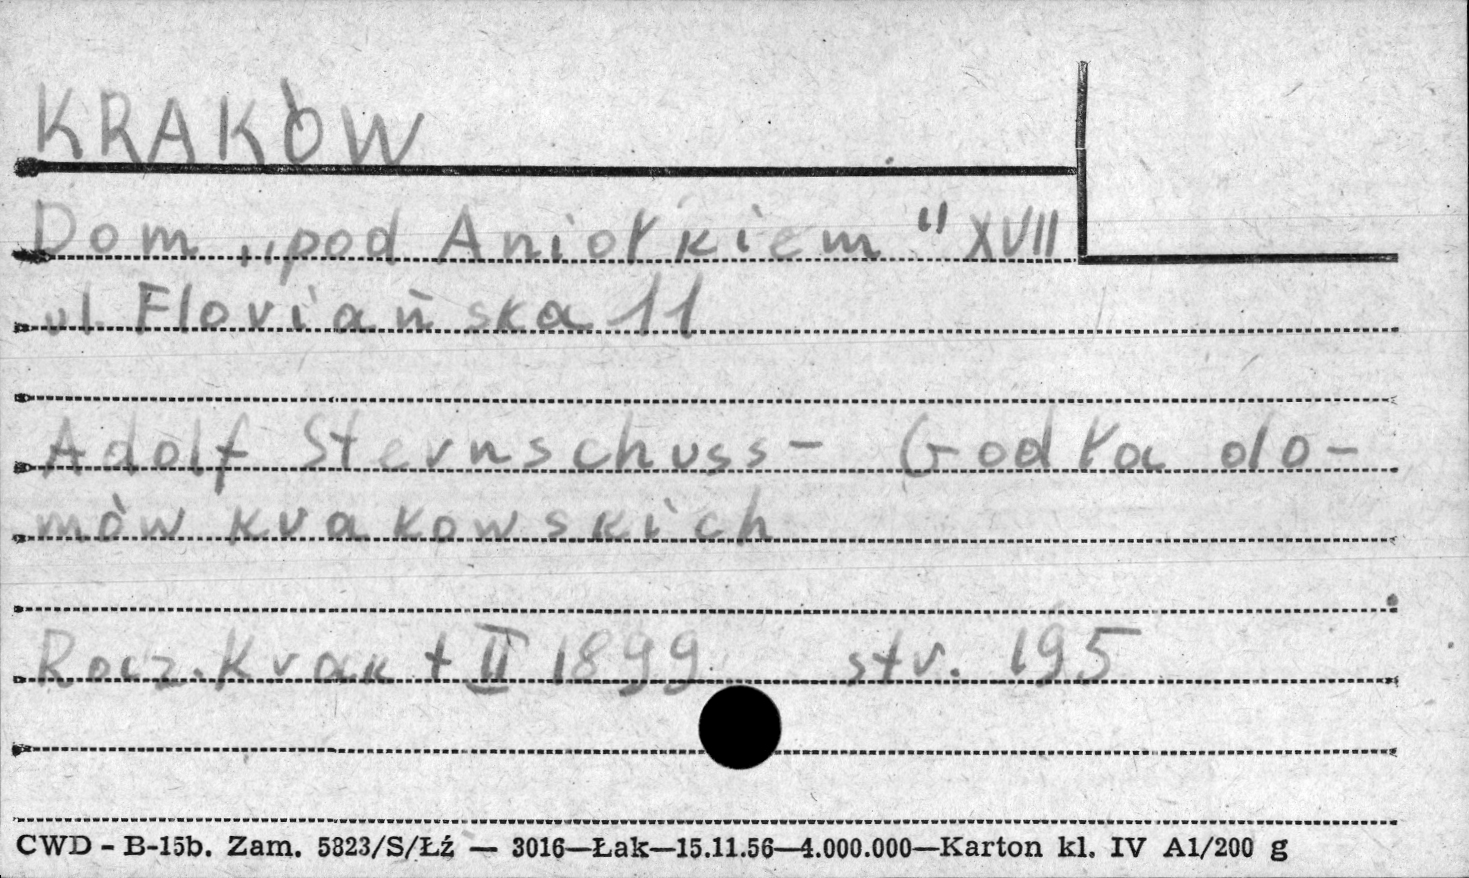 KRAKÓW
Dom „pod Aniołkiem" XVII
ul. Floriańska 11
Adolf Sternschuss - Godła do-
mów krakowskich
Rocz. Krak t II 1899. str. 195
CWD - B-15b. Zam. 5823/S/Łź — 3016—Łak—15.11.56—4.000.000—Karton kl. IV A1/200 g